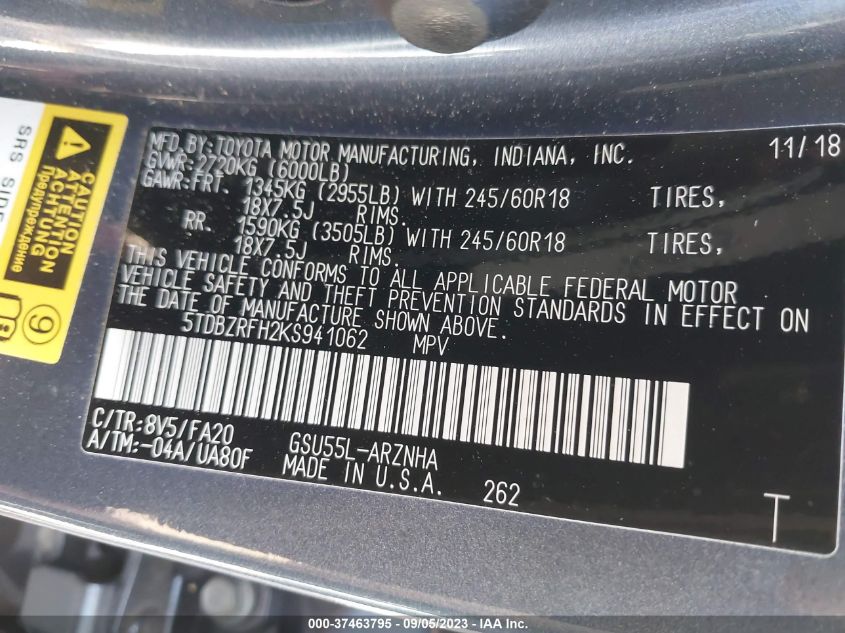 SRS SIDE
ATTENTION
ACHTUNG
Предупреждение
9
MFD.BY:TOYOTA MOTOR MANUFACTURING, INDIANA, INC. 11/18
GVWR:2720KG (6000LB)
GAWR:FRT. 1345KG (2955LB) WITH 245/60R18 TIRES,
18X7.5J RIMS.
RR. 1590KG (3505LB) WITH 245/60R18 TIRES,
18X7.5J RIMS.
THIS VEHICLE CONFORMS TO ALL APPLICABLE FEDERAL MOTOR
VEHICLE SAFETY AND THEFT PREVENTION STANDARDS IN EFFECT ON
THE DATE OF MANUFACTURE SHOWN ABOVE.
5TDBZRFH2KS941062 MPV
C/TR:8V5/FA20 GSU55L-ARZNHA
A/TM:-04A/UA80F MADE IN U.S.A. 262
T
000-37463795 - 09/05/2023 - © IAA Inc.